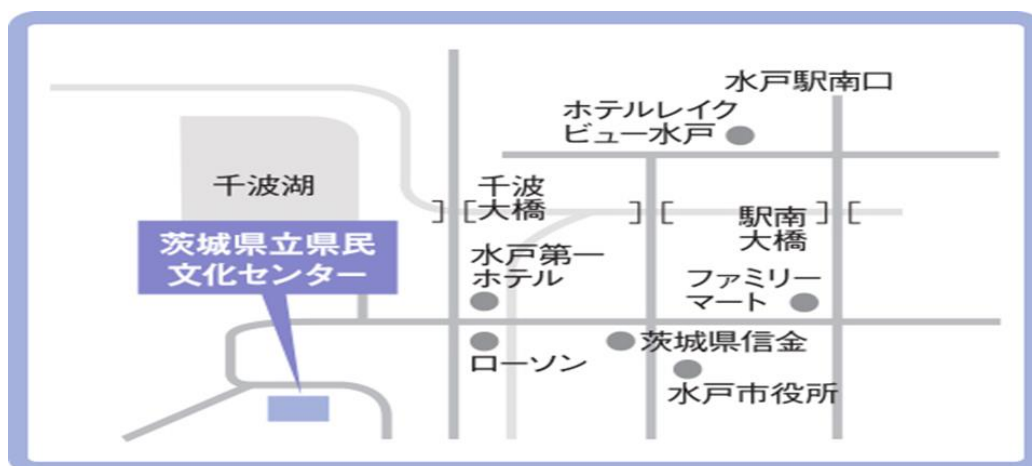 水戸駅南口
ホテルレイク
ビュー水戸
千波湖
千波
大橋
駅南
大橋
茨城県立県民
文化センター
水戸第一
ホテル
ファミリー
マート
ローソン
茨城県信金
水戸市役所